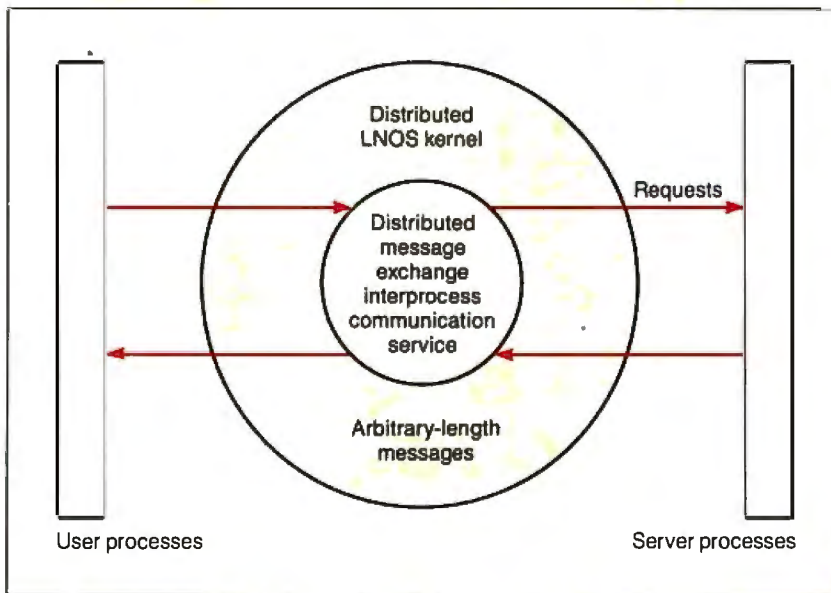 Distributed
LNOS kernel
Requests
Distributed
message
exchange
interprocess
communication
service
Arbitrary-length
messages
User processes
Server processes